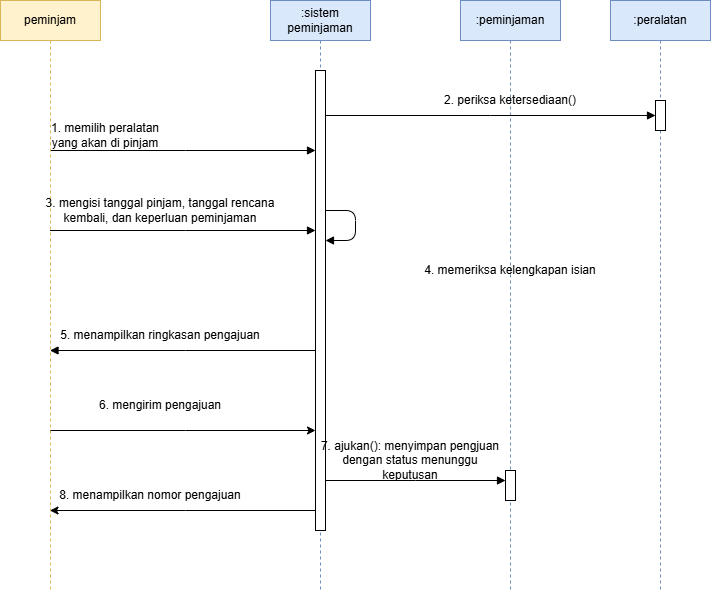 peminjam
:sistem
peminjaman
:peminjaman
:peralatan
2. periksa ketersediaan()
1. memilih peralatan
yang akan di pinjam
3. mengisi tanggal pinjam, tanggal rencana
kembali, dan keperluan peminjaman
4. memeriksa kelengkapan isian
5. menampilkan ringkasan pengajuan
6. mengirim pengajuan
7. ajukan(): menyimpan pengjuan
dengan status menunggu
keputusan
8. menampilkan nomor pengajuan